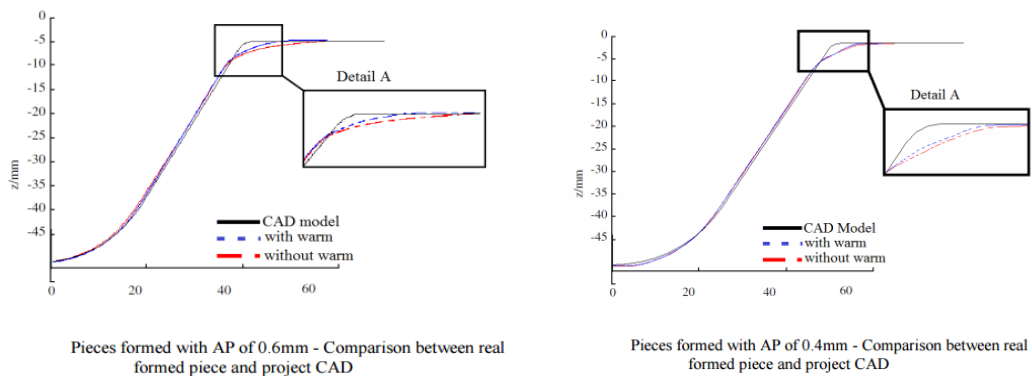 0
-5
-10
-15
-20
-25
-30
-35
-40
-45
z/mm
0
20
40
60
Detail A
CAD model
with warm
without warm
Pieces formed with AP of 0.6mm - Comparison between real
formed piece and project CAD
0
-5
-10
-15
-20
-25
-30
-35
-40
-45
z/mm
0
20
40
60
Detail A
CAD Model
with warm
without warm
Pieces formed with AP of 0.4mm - Comparison between real
formed piece and project CAD